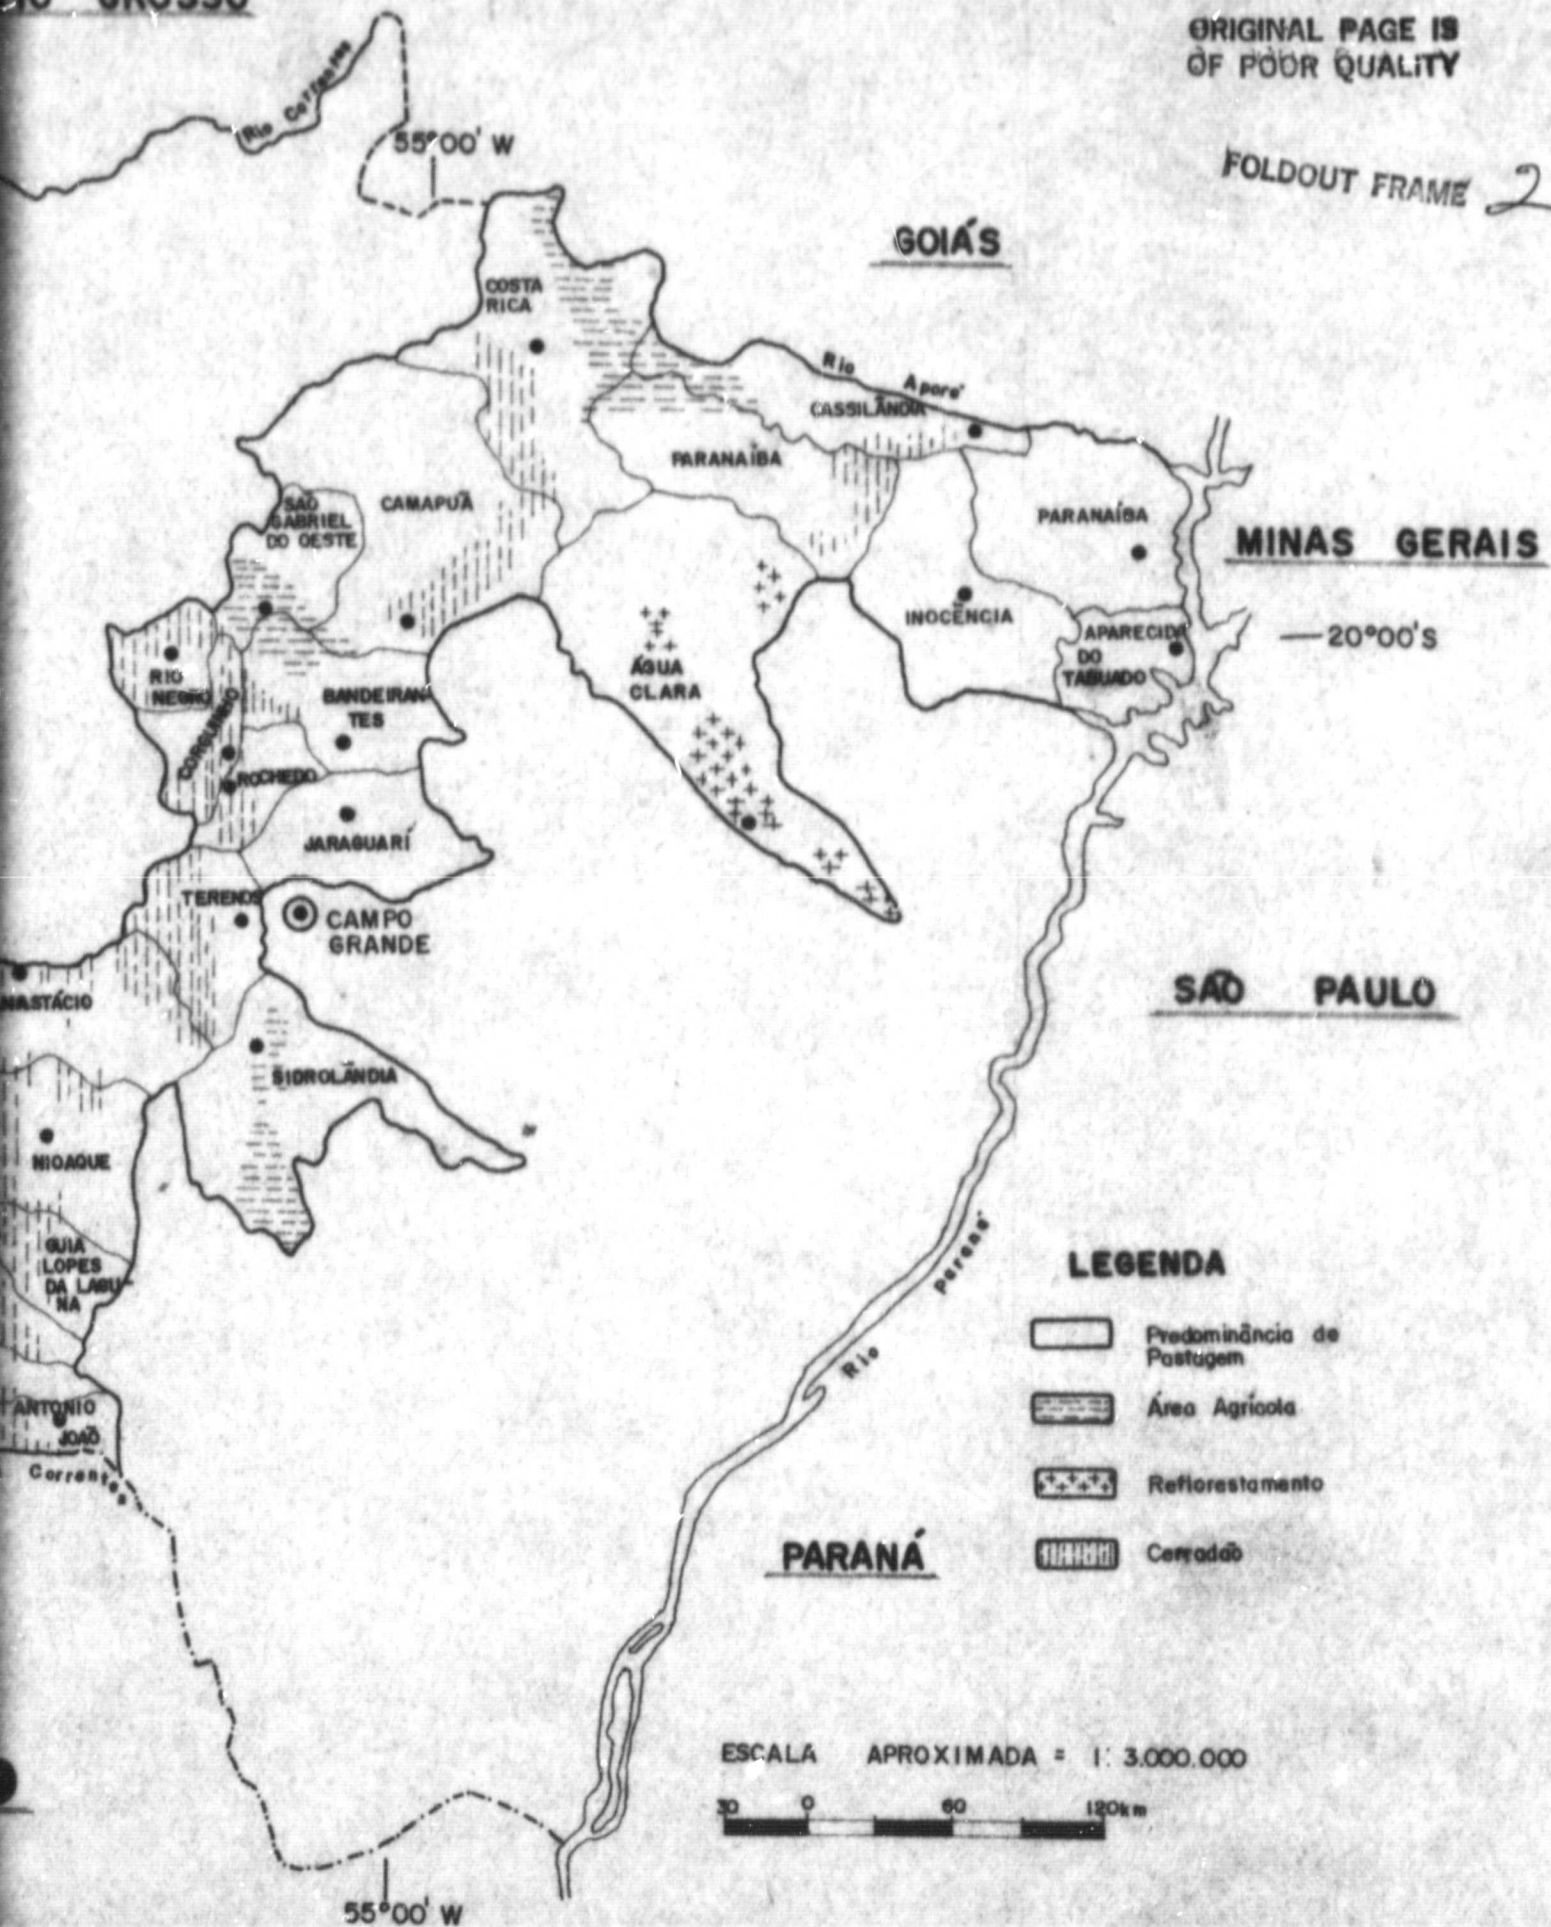 GROSSO
ORIGINAL PAGE IS
OF POOR QUALITY
FOLDOUT FRAME 2
Rio Correntes
55°00' W
GOIÁS
COSTA
RICA
Rio Aporé
CASSILÂNDIA
PARANAÍBA
SÃO
GABRIEL
DO OESTE
CAMAPUÃ
PARANAÍBA
MINAS GERAIS
INOCÊNCIA
APARECIDA
DO
TABUADO
20°00'S
RIO
NEGRO
ÁGUA
CLARA
BANDEIRAN
TES
CORGUINHO
ROCHEDO
JARAGUARÍ
TERENOS
CAMPO
GRANDE
NASTÁCIO
SÃO PAULO
SIDROLÂNDIA
NIOAQUE
GUIA
LOPES
DA LAGU-
NA
Rio Paraná
LEGENDA
Predominância de
Pastagem
Área Agrícola
Reflorestamento
Cerradão
ANTONIO
JOÃO
Correntes
PARANÁ
ESCALA APROXIMADA = 1: 3.000.000
30 0 60 120km
55°00' W